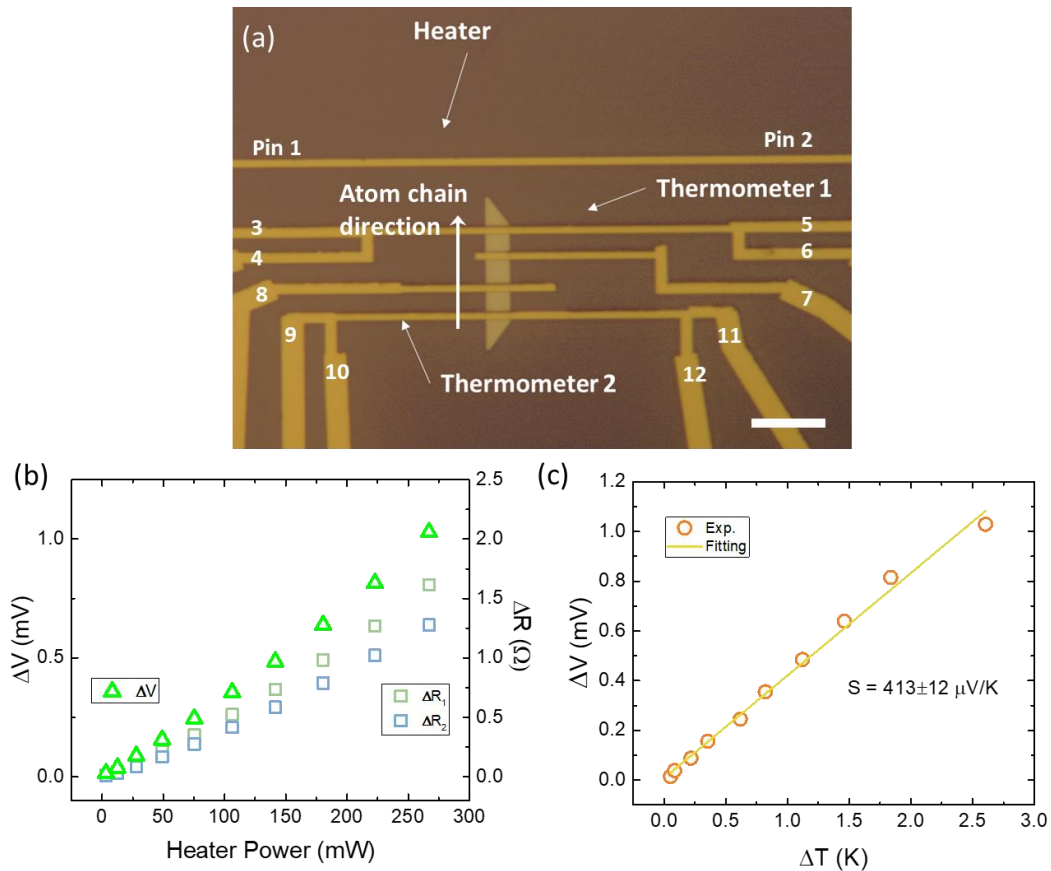 (a)
Heater
Pin 1
Pin 2
Atom chain
direction
Thermometer 1
3
5
4
6
8
7
9
11
10
12
Thermometer 2
(b)
ΔV (mV)
1.0
0.5
0.0
2.5
2.0
1.5
1.0
0.5
0.0
ΔR (Ω)
ΔV
ΔR₁
ΔR₂
0 50 100 150 200 250 300
Heater Power (mW)
(c)
ΔV (mV)
1.2
1.0
0.8
0.6
0.4
0.2
0.0
Exp.
Fitting
S = 413±12 μV/K
0.0 0.5 1.0 1.5 2.0 2.5 3.0
ΔT (K)